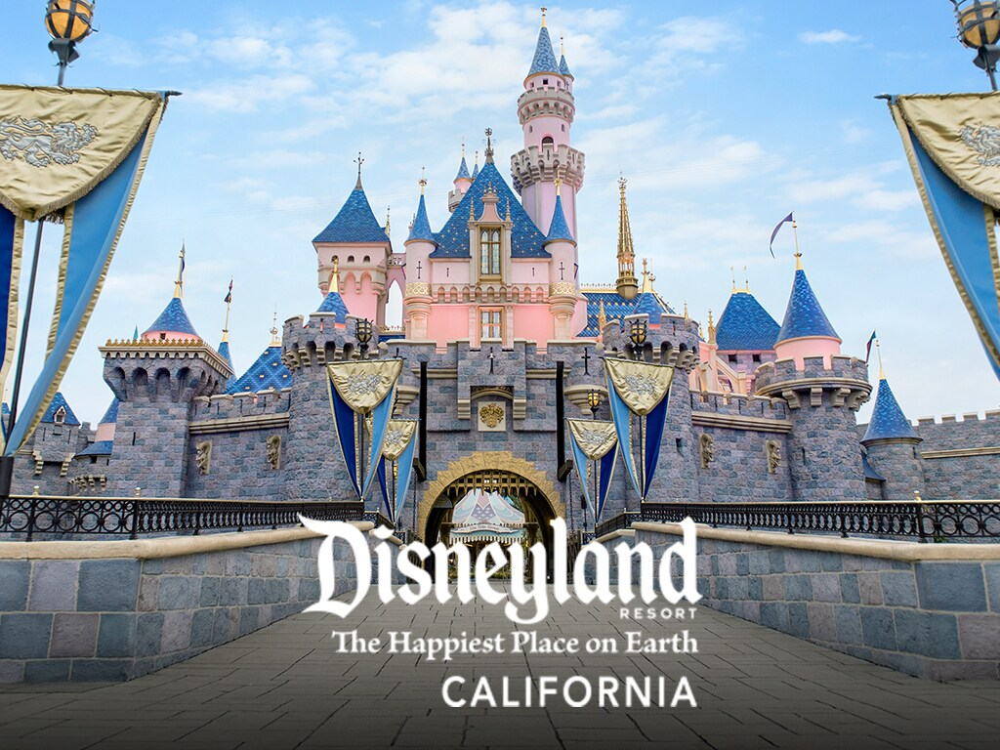 Disneyland
RESORT
The Happiest Place on Earth
CALIFORNIA